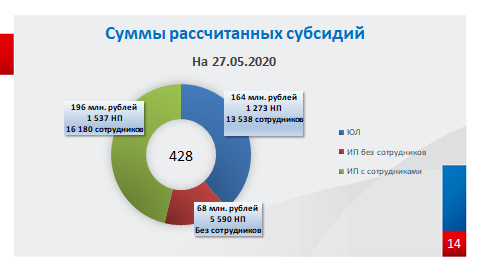 Суммы рассчитанных субсидий
На 27.05.2020
196 млн. рублей
1 537 НП
16 180 сотрудников
164 млн. рублей
1 273 НП
13 538 сотрудников
428
68 млн. рублей
5 590 НП
Без сотрудников
ЮЛ
ИП без сотрудников
ИП с сотрудниками
14